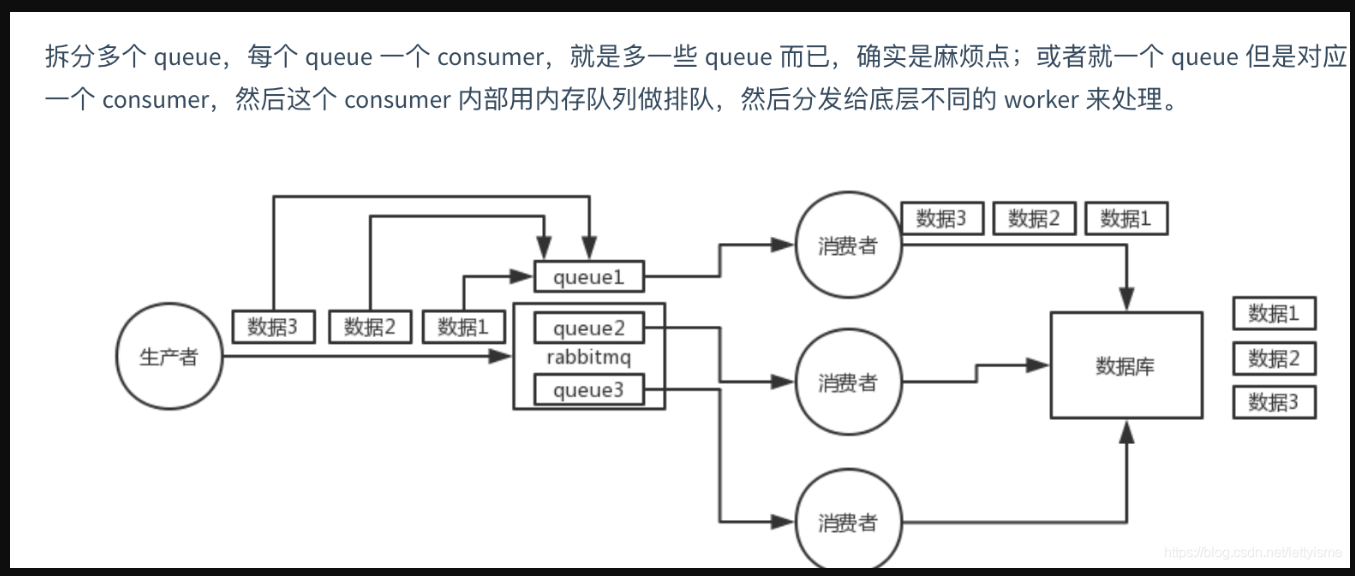 拆分多个 queue，每个 queue 一个 consumer，就是多一些 queue 而已，确实是麻烦点；或者就一个 queue 但是对应
一个 consumer，然后这个 consumer 内部用内存队列做排队，然后分发给底层不同的 worker 来处理。
消费者
数据3
数据2
数据1
queue1
生产者
数据3
数据2
数据1
queue2
rabbitmq
queue3
消费者
数据库
数据1
数据2
数据3
消费者
https://blog.csdn.net/lettyisme